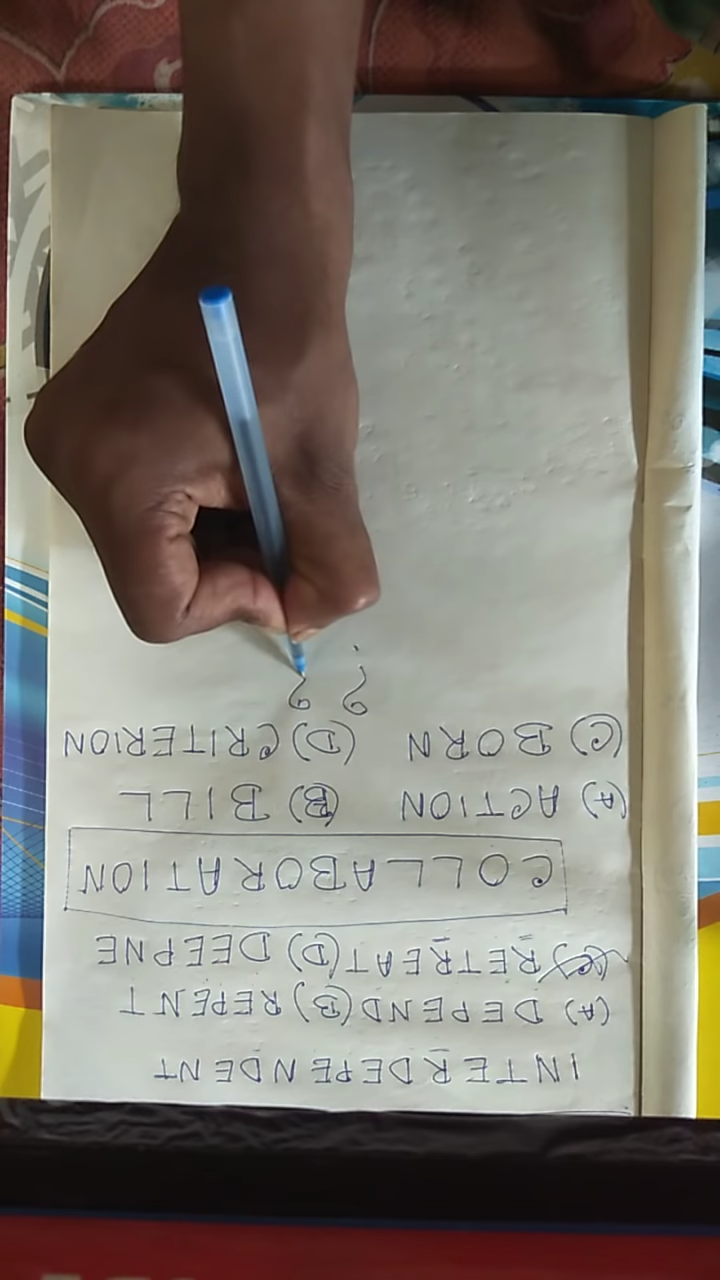 INTERDEPENDENT
(A) DEPEND (B) REPENT
(C) RETREAT (D) DEEPNE
COLLABORATION
(A) ACTION (B) BILL
(C) BORN (D) CRITERION
? ?